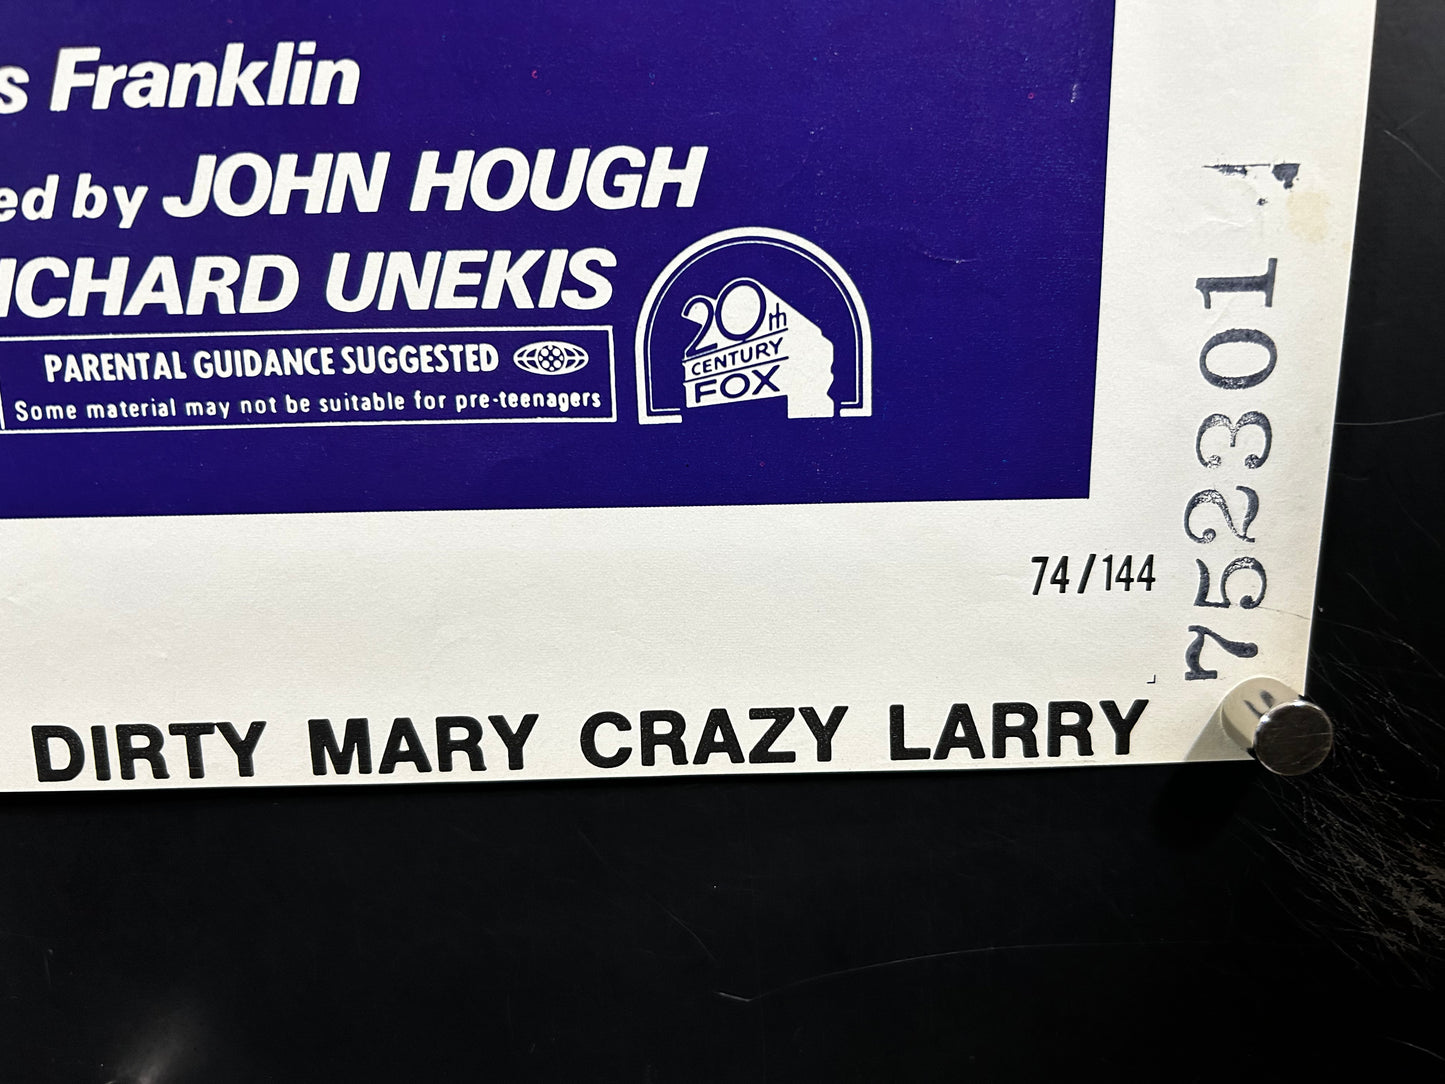 Franklin
ed by JOHN HOUGH
ICHARD UNEKIS
PARENTAL GUIDANCE SUGGESTED
Some material may not be suitable for pre-teenagers
20th
CENTURY
FOX
74/144
752301
DIRTY MARY CRAZY LARRY